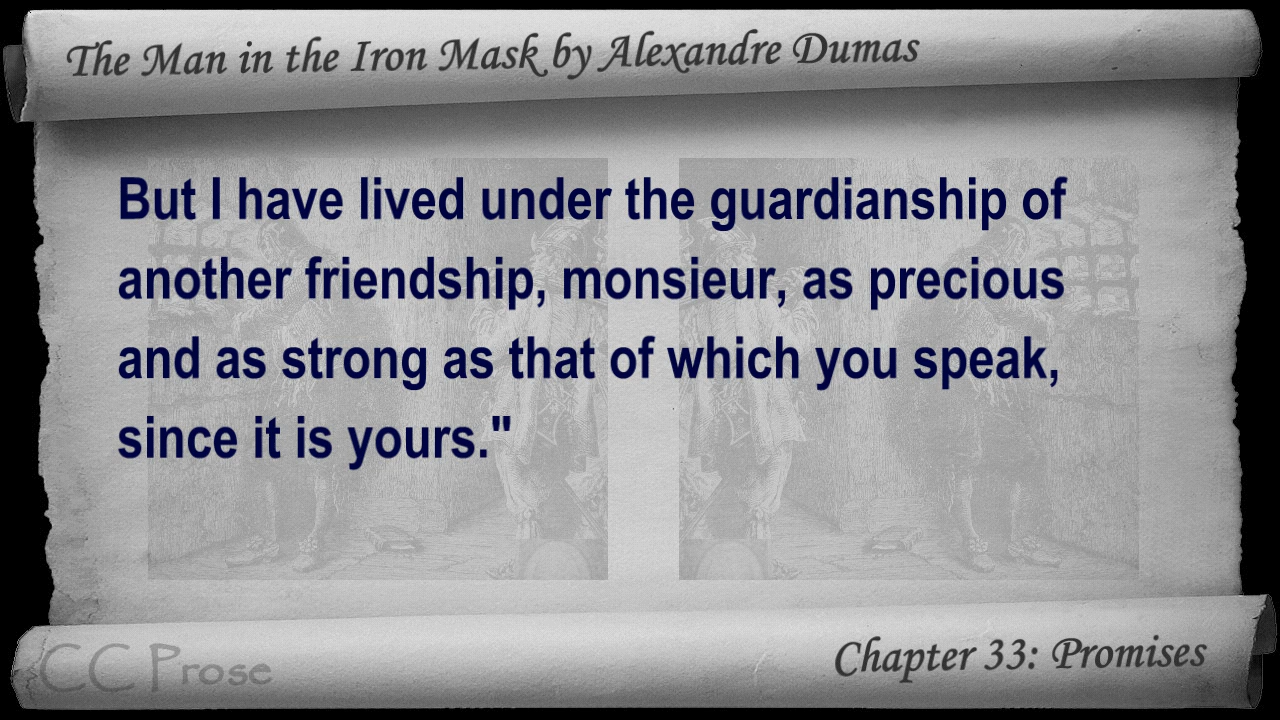 The Man in the Iron Mask by Alexandre Dumas
But I have lived under the guardianship of
another friendship, monsieur, as precious
and as strong as that of which you speak,
since it is yours."
CC Prose
Chapter 33: Promises